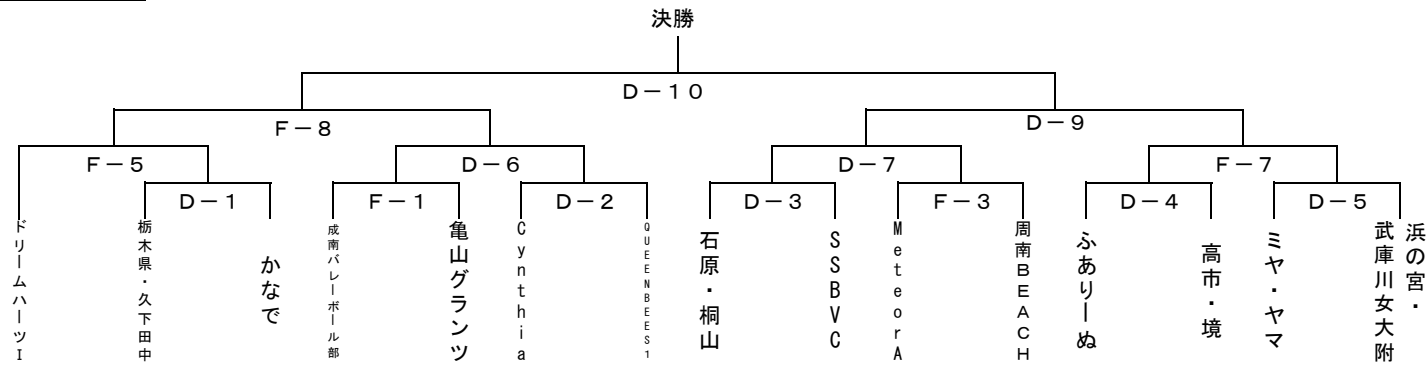 決勝
D－10
F－8
D－9
F－5
D－6
D－7
F－7
D－1
F－1
D－2
D－3
F－3
D－4
D－5
ドリームハーツI
栃木県・久下田中
かなで
成南バレーボール部
亀山グランツ
Cynthia
QUEENBEES1
石原・桐山
SSBVC
MeteorA
周南BEACH
ふありーぬ
高市・境
ミヤ・ヤマ
浜の宮・
武庫川女大附